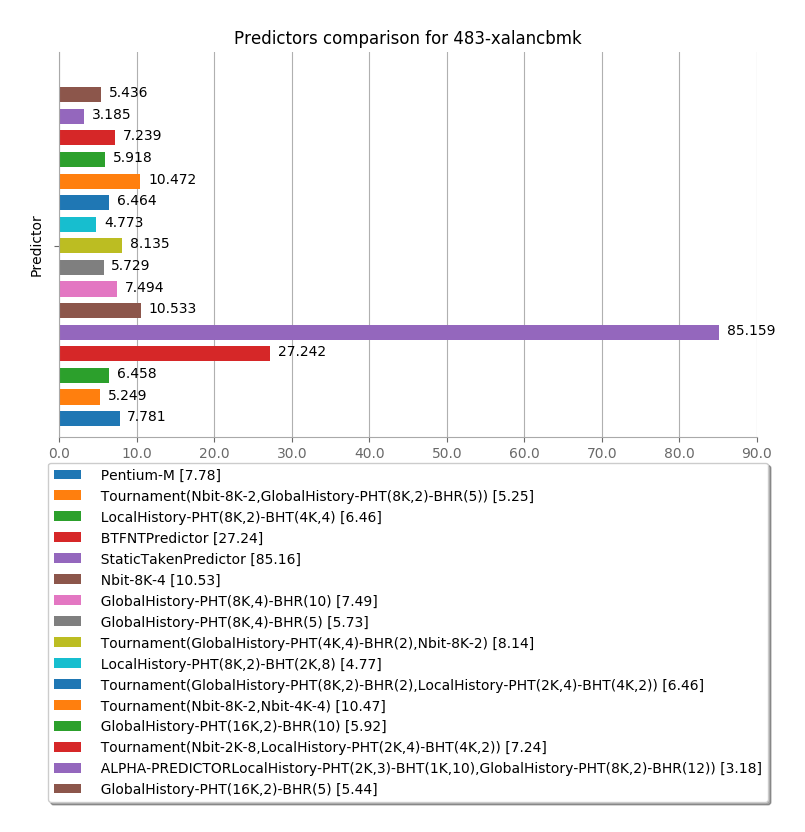 Predictors comparison for 483-xalancbmk
5.436
3.185
7.239
5.918
10.472
6.464
4.773
8.135
5.729
7.494
10.533
85.159
27.242
6.458
5.249
7.781
Predictor
0.0 10.0 20.0 30.0 40.0 50.0 60.0 70.0 80.0 90.0
Pentium-M [7.78]
Tournament(Nbit-8K-2,GlobalHistory-PHT(8K,2)-BHR(5)) [5.25]
LocalHistory-PHT(8K,2)-BHT(4K,4) [6.46]
BTFNTPredictor [27.24]
StaticTakenPredictor [85.16]
Nbit-8K-4 [10.53]
GlobalHistory-PHT(8K,4)-BHR(10) [7.49]
GlobalHistory-PHT(8K,4)-BHR(5) [5.73]
Tournament(GlobalHistory-PHT(4K,4)-BHR(2),Nbit-8K-2) [8.14]
LocalHistory-PHT(8K,2)-BHT(2K,8) [4.77]
Tournament(GlobalHistory-PHT(8K,2)-BHR(2),LocalHistory-PHT(2K,4)-BHT(4K,2)) [6.46]
Tournament(Nbit-8K-2,Nbit-4K-4) [10.47]
GlobalHistory-PHT(16K,2)-BHR(10) [5.92]
Tournament(Nbit-2K-8,LocalHistory-PHT(2K,4)-BHT(4K,2)) [7.24]
ALPHA-PREDICTORLocalHistory-PHT(2K,3)-BHT(1K,10),GlobalHistory-PHT(8K,2)-BHR(12)) [3.18]
GlobalHistory-PHT(16K,2)-BHR(5) [5.44]